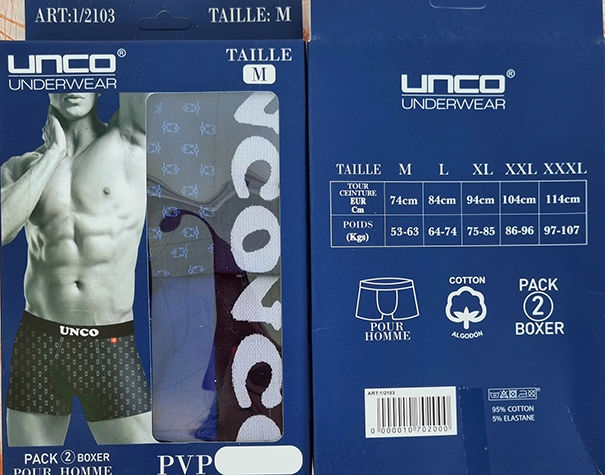 ART:1/2103 TAILLE: M
UNCO®
UNDERWEAR
TAILLE
M
UNCO
UNCO
PACK 2 BOXER
POUR HOMME
PVP
UNCO®
UNDERWEAR
TAILLE M L XL XXL XXXL
TOUR CEINTURE EUR Cm 74cm 84cm 94cm 104cm 114cm
POIDS (Kgs) 53-63 64-74 75-85 86-96 97-107
POUR
HOMME
COTTON
ALGODÓN
PACK
2
BOXER
ART:1/2103
0 000010 702000
95% COTTON
5% ELASTANE